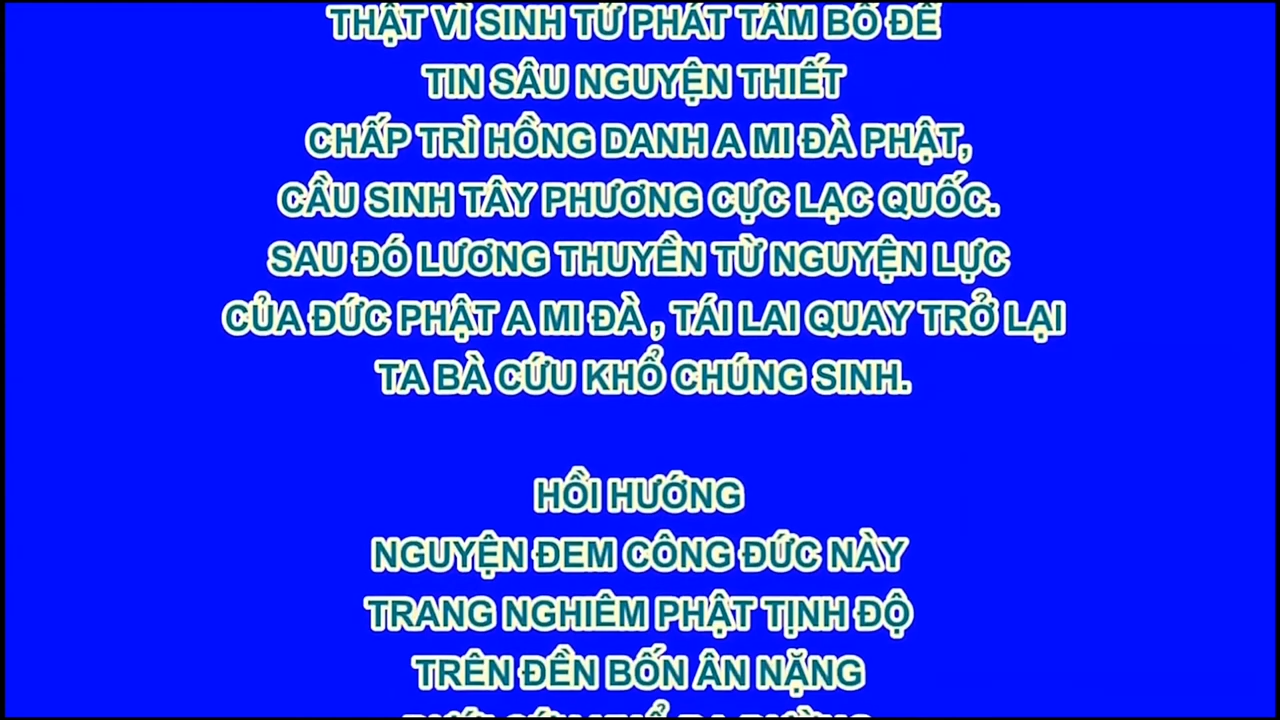 THẬT VÌ SINH TỬ PHÁT TÂM BỒ ĐỀ
TIN SÂU NGUYỆN THIẾT
CHẤP TRÌ HỒNG DANH A MI ĐÀ PHẬT,
CẦU SINH TÂY PHƯƠNG CỰC LẠC QUỐC.
SAU ĐÓ LƯƠNG THUYỀN TỪ NGUYỆN LỰC
CỦA ĐỨC PHẬT A MI ĐÀ , TÁI LAI QUAY TRỞ LẠI
TA BÀ CỨU KHỔ CHÚNG SINH.
HỒI HƯỚNG
NGUYỆN ĐEM CÔNG ĐỨC NÀY
TRANG NGHIÊM PHẬT TỊNH ĐỘ
TRÊN ĐỀN BỐN ÂN NẶNG